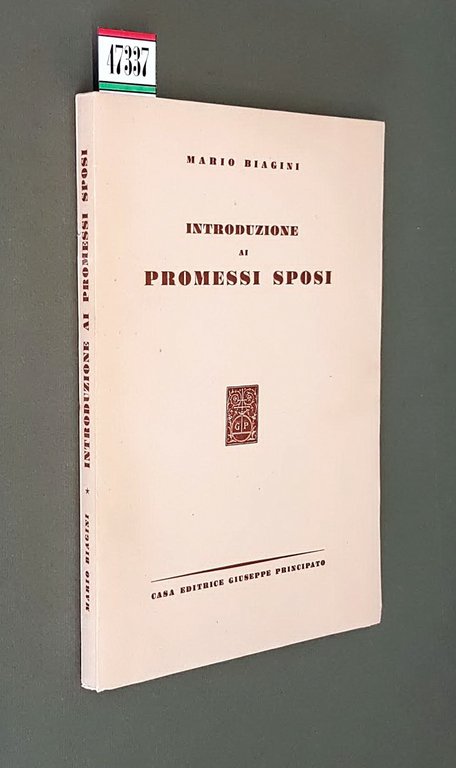 47337
MARIO BIAGINI
INTRODUZIONE
AI
PROMESSI SPOSI
G P
CASA EDITRICE GIUSEPPE PRINCIPATO
MARIO BIAGINI * INTRODUZIONE AI PROMESSI SPOSI